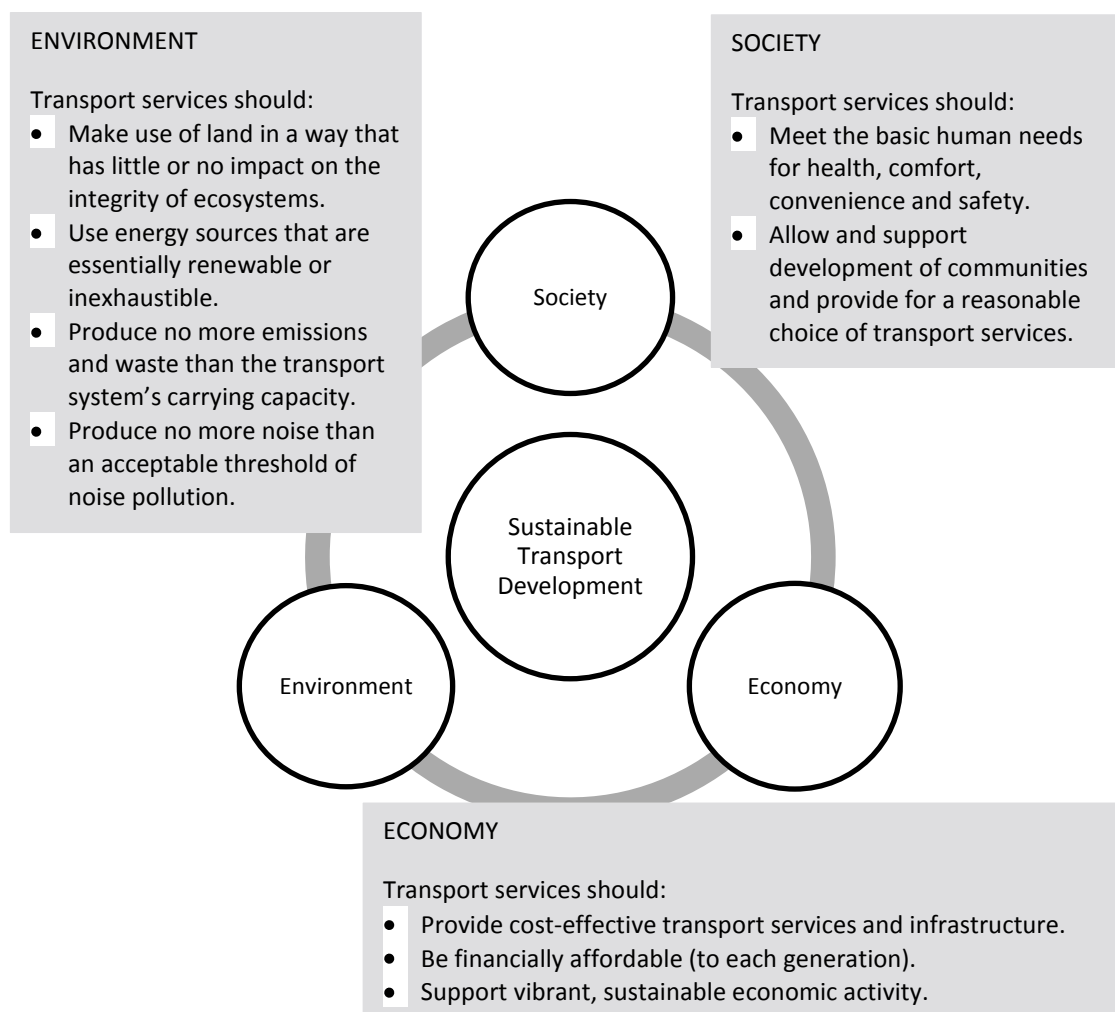 ENVIRONMENT
Transport services should:
• Make use of land in a way that
has little or no impact on the
integrity of ecosystems.
• Use energy sources that are
essentially renewable or
inexhaustible.
• Produce no more emissions
and waste than the transport
system’s carrying capacity.
• Produce no more noise than
an acceptable threshold of
noise pollution.
SOCIETY
Transport services should:
• Meet the basic human needs
for health, comfort,
convenience and safety.
• Allow and support
development of communities
and provide for a reasonable
choice of transport services.
Society
Sustainable
Transport
Development
Environment
Economy
ECONOMY
Transport services should:
• Provide cost-effective transport services and infrastructure.
• Be financially affordable (to each generation).
• Support vibrant, sustainable economic activity.